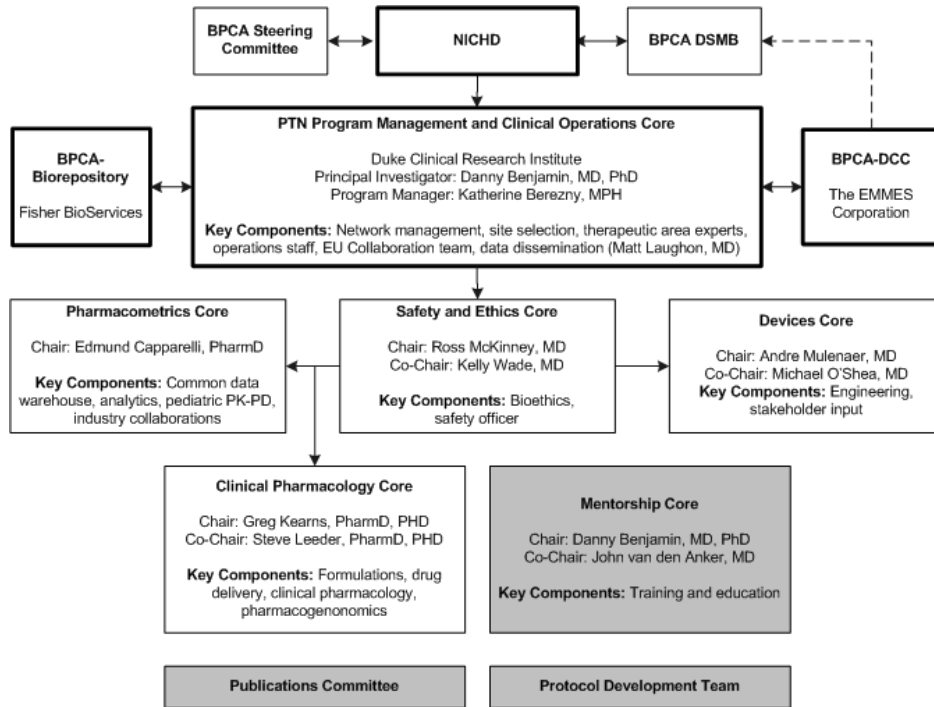 BPCA Steering
Committee
NICHD
BPCA DSMB
PTN Program Management and Clinical Operations Core
Duke Clinical Research Institute
Principal Investigator: Danny Benjamin, MD, PhD
Program Manager: Katherine Berezny, MPH
Key Components: Network management, site selection, therapeutic area experts,
operations staff, EU Collaboration team, data dissemination (Matt Laughon, MD)
BPCA-
Biorepository
Fisher BioServices
BPCA-DCC
The EMMES
Corporation
Pharmacometrics Core
Chair: Edmund Capparelli, PharmD
Key Components: Common data
warehouse, analytics, pediatric PK-PD,
industry collaborations
Safety and Ethics Core
Chair: Ross McKinney, MD
Co-Chair: Kelly Wade, MD
Key Components: Bioethics,
safety officer
Devices Core
Chair: Andre Mulenaer, MD
Co-Chair: Michael O'Shea, MD
Key Components: Engineering,
stakeholder input
Clinical Pharmacology Core
Chair: Greg Kearns, PharmD, PHD
Co-Chair: Steve Leeder, PharmD, PHD
Key Components: Formulations, drug
delivery, clinical pharmacology,
pharmacogenonomics
Mentorship Core
Chair: Danny Benjamin, MD, PhD
Co-Chair: John van den Anker, MD
Key Components: Training and education
Publications Committee
Protocol Development Team